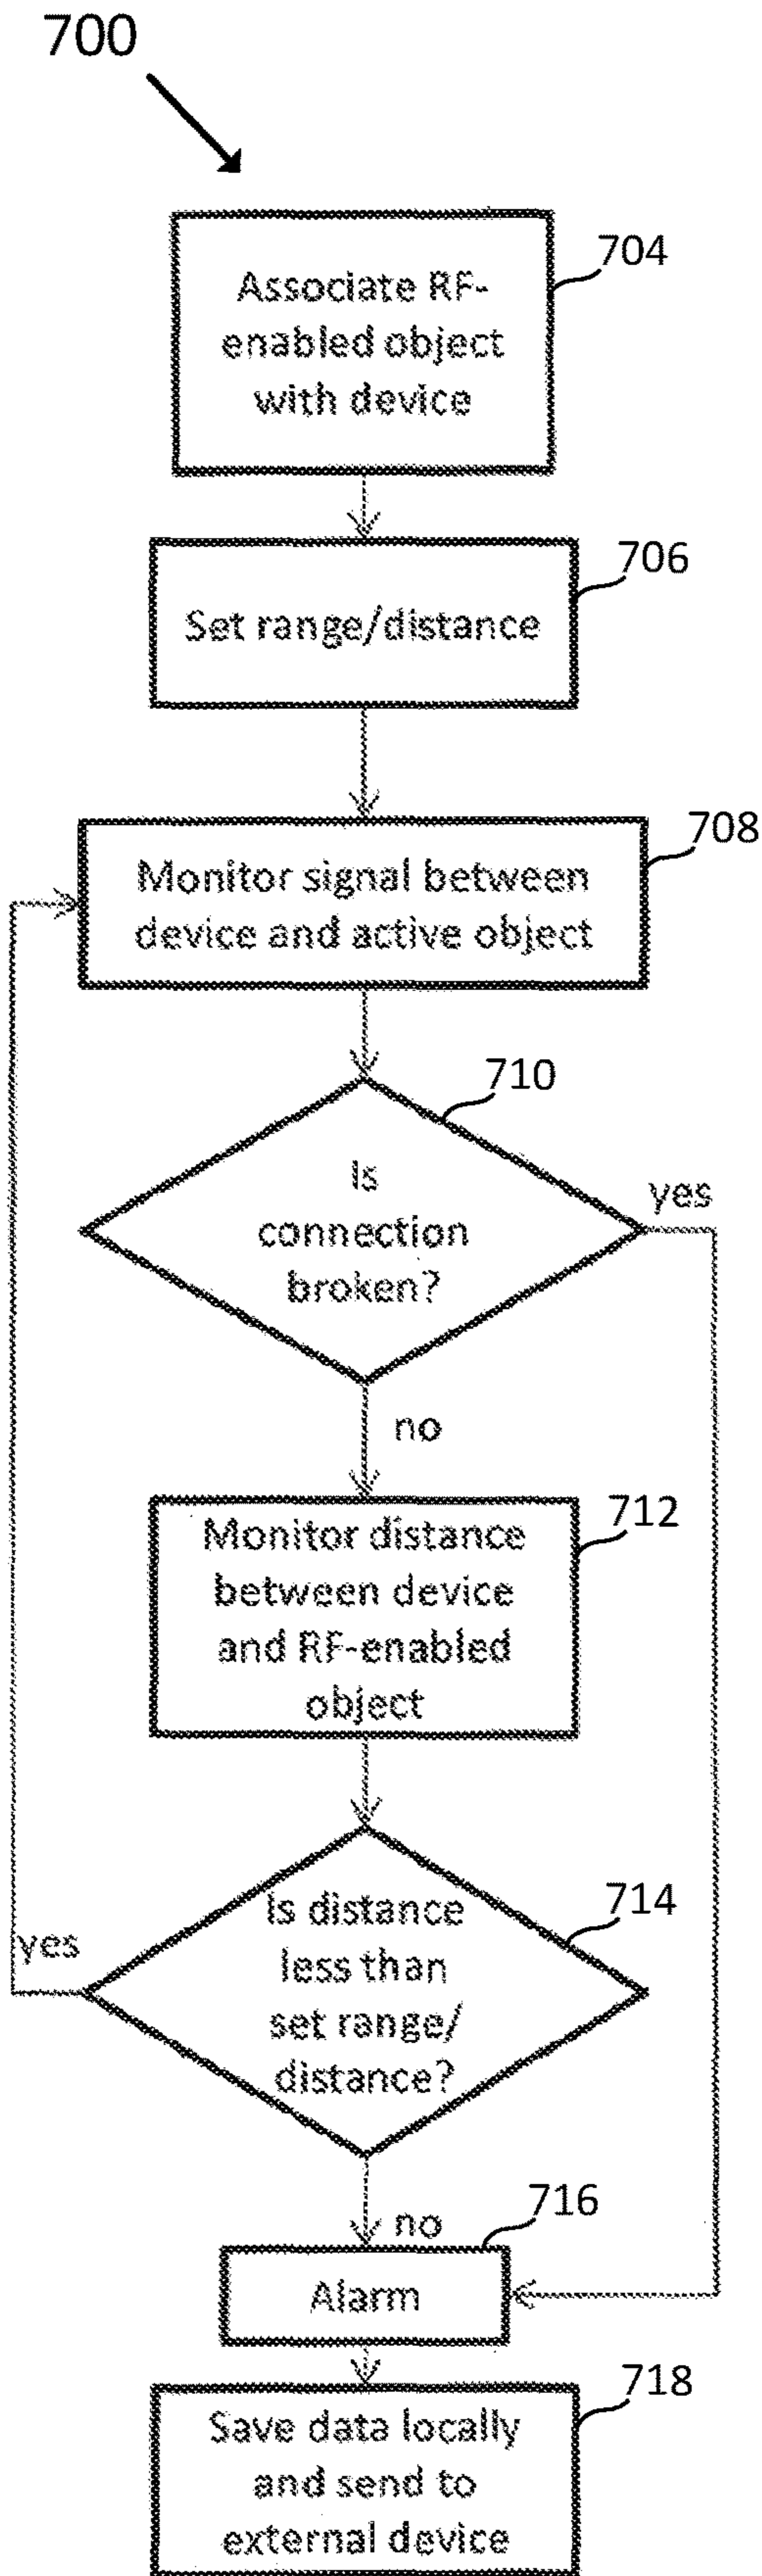 700
704
Associate RF-
enabled object
with device
706
Set range/distance
708
Monitor signal between
device and active object
710
Is
connection
broken?
yes
no
712
Monitor distance
between device
and RF-enabled
object
714
Is distance
less than
set range/
distance?
yes
no
716
Alarm
718
Save data locally
and send to
external device